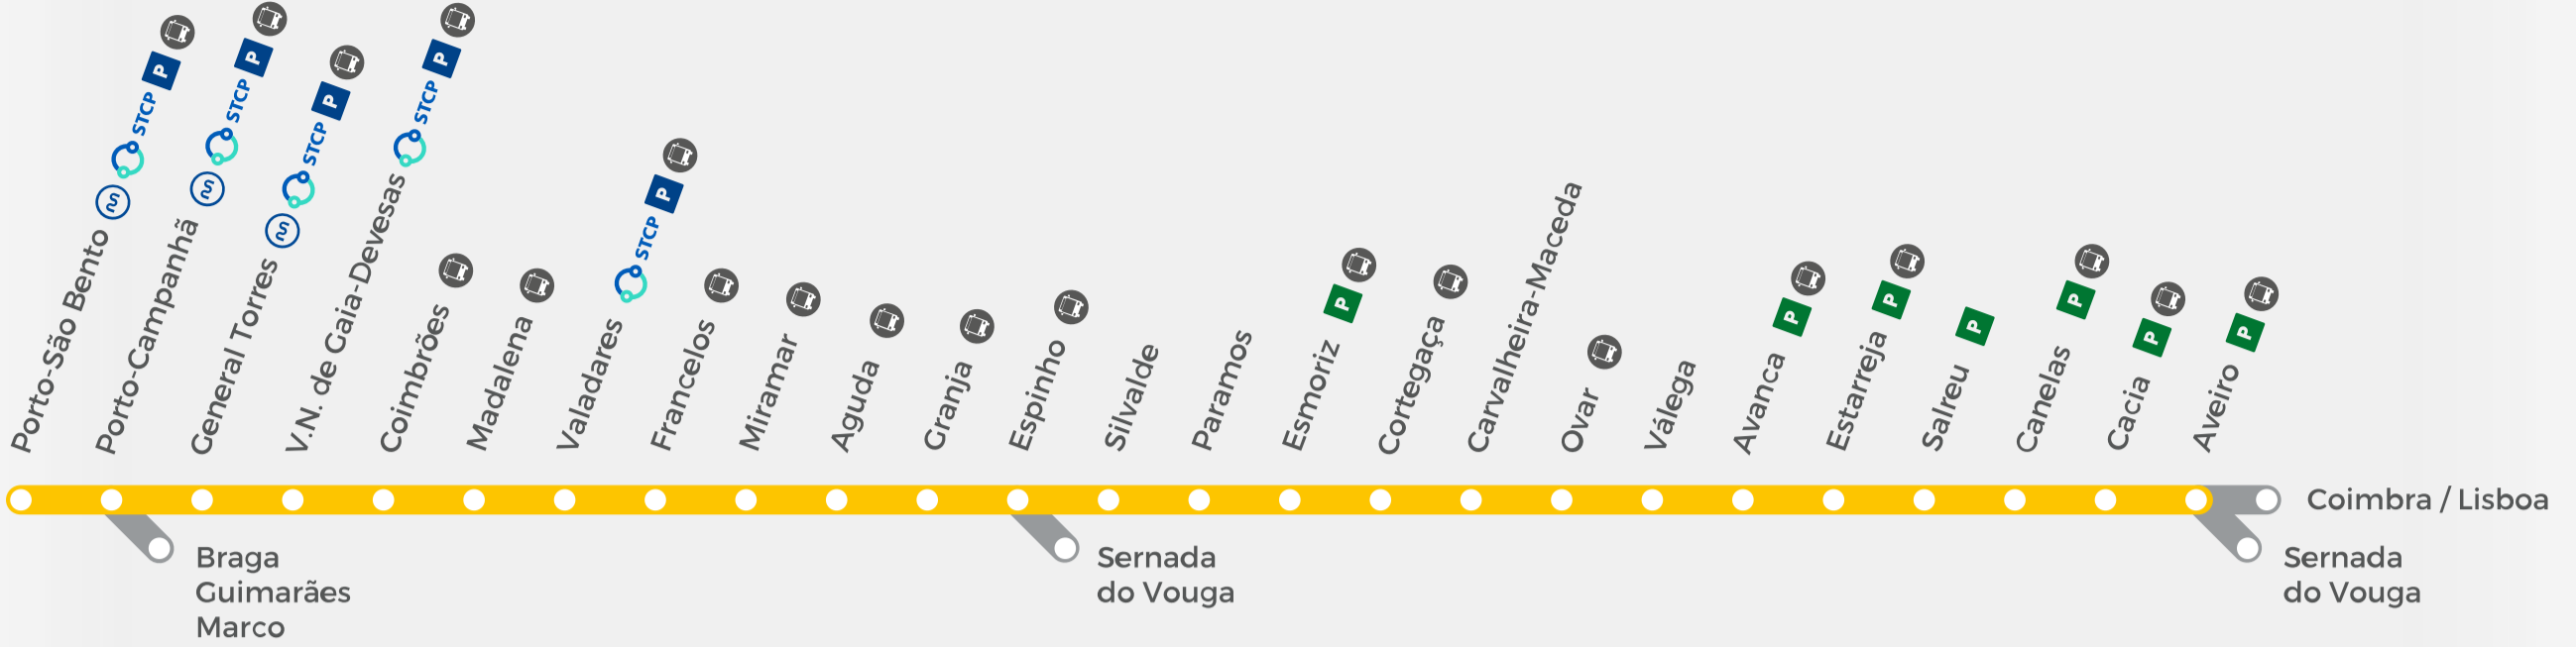 Porto-São Bento STCP P
Porto-Campanhã STCP P
General Torres STCP P
V.N. de Gaia-Devesas STCP P
Coimbrões
Madalena
Valadares STCP P
Francelos
Miramar
Aguda
Granja
Espinho
Silvalde
Paramos
Esmoriz P
Cortegaça
Carvalheira-Maceda
Ovar
Válega
Avanca P
Estarreja P
Salreu P
Canelas P
Cacia P
Aveiro P
Coimbra / Lisboa
Braga
Guimarães
Marco
Sernada
do Vouga
Sernada
do Vouga